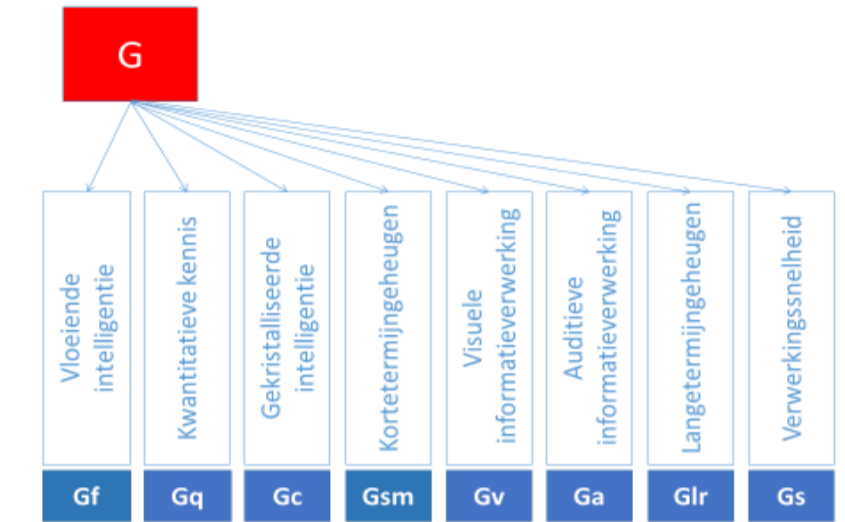 G
Vloeiende
intelligentie
Kwantitatieve kennis
Gekristalliseerde
intelligentie
Kortetermijngeheugen
Visuele
informatieverwerking
Auditieve
informatieverwerking
Langetermijngeheugen
Verwerkingssnelheid
Gf
Gq
Gc
Gsm
Gv
Ga
Glr
Gs